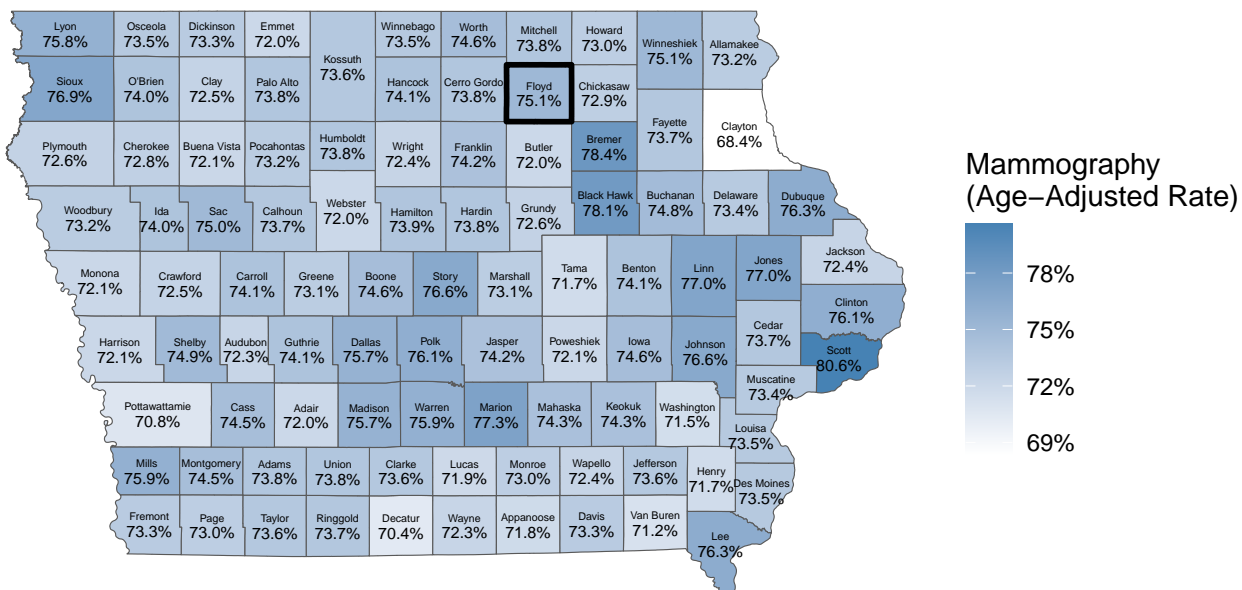 Lyon
75.8%
Osceola
73.5%
Dickinson
73.3%
Emmet
72.0%
Kossuth
73.6%
Winnebago
73.5%
Worth
74.6%
Mitchell
73.8%
Howard
73.0%
Winneshiek
75.1%
Allamakee
73.2%
Sioux
76.9%
O'Brien
74.0%
Clay
72.5%
Palo Alto
73.8%
Hancock
74.1%
Cerro Gordo
73.8%
Floyd
75.1%
Chickasaw
72.9%
Fayette
73.7%
Clayton
68.4%
Plymouth
72.6%
Cherokee
72.8%
Buena Vista
72.1%
Pocahontas
73.2%
Humboldt
73.8%
Wright
72.4%
Franklin
74.2%
Butler
72.0%
Bremer
78.4%
Woodbury
73.2%
Ida
74.0%
Sac
75.0%
Calhoun
73.7%
Webster
72.0%
Hamilton
73.9%
Hardin
73.8%
Grundy
72.6%
Black Hawk
78.1%
Buchanan
74.8%
Delaware
73.4%
Dubuque
76.3%
Monona
72.1%
Crawford
72.5%
Carroll
74.1%
Greene
73.1%
Boone
74.6%
Story
76.6%
Marshall
73.1%
Tama
71.7%
Benton
74.1%
Linn
77.0%
Jones
77.0%
Jackson
72.4%
Clinton
76.1%
Harrison
72.1%
Shelby
74.9%
Audubon
72.3%
Guthrie
74.1%
Dallas
75.7%
Polk
76.1%
Jasper
74.2%
Poweshiek
72.1%
Iowa
74.6%
Johnson
76.6%
Cedar
73.7%
Scott
80.6%
Muscatine
73.4%
Pottawattamie
70.8%
Cass
74.5%
Adair
72.0%
Madison
75.7%
Warren
75.9%
Marion
77.3%
Mahaska
74.3%
Keokuk
74.3%
Washington
71.5%
Louisa
73.5%
Mills
75.9%
Montgomery
74.5%
Adams
73.8%
Union
73.8%
Clarke
73.6%
Lucas
71.9%
Monroe
73.0%
Wapello
72.4%
Jefferson
73.6%
Henry
71.7%
Des Moines
73.5%
Fremont
73.3%
Page
73.0%
Taylor
73.6%
Ringgold
73.7%
Decatur
70.4%
Wayne
72.3%
Appanoose
71.8%
Davis
73.3%
Van Buren
71.2%
Lee
76.3%
Mammography
(Age−Adjusted Rate)
78%
75%
72%
69%